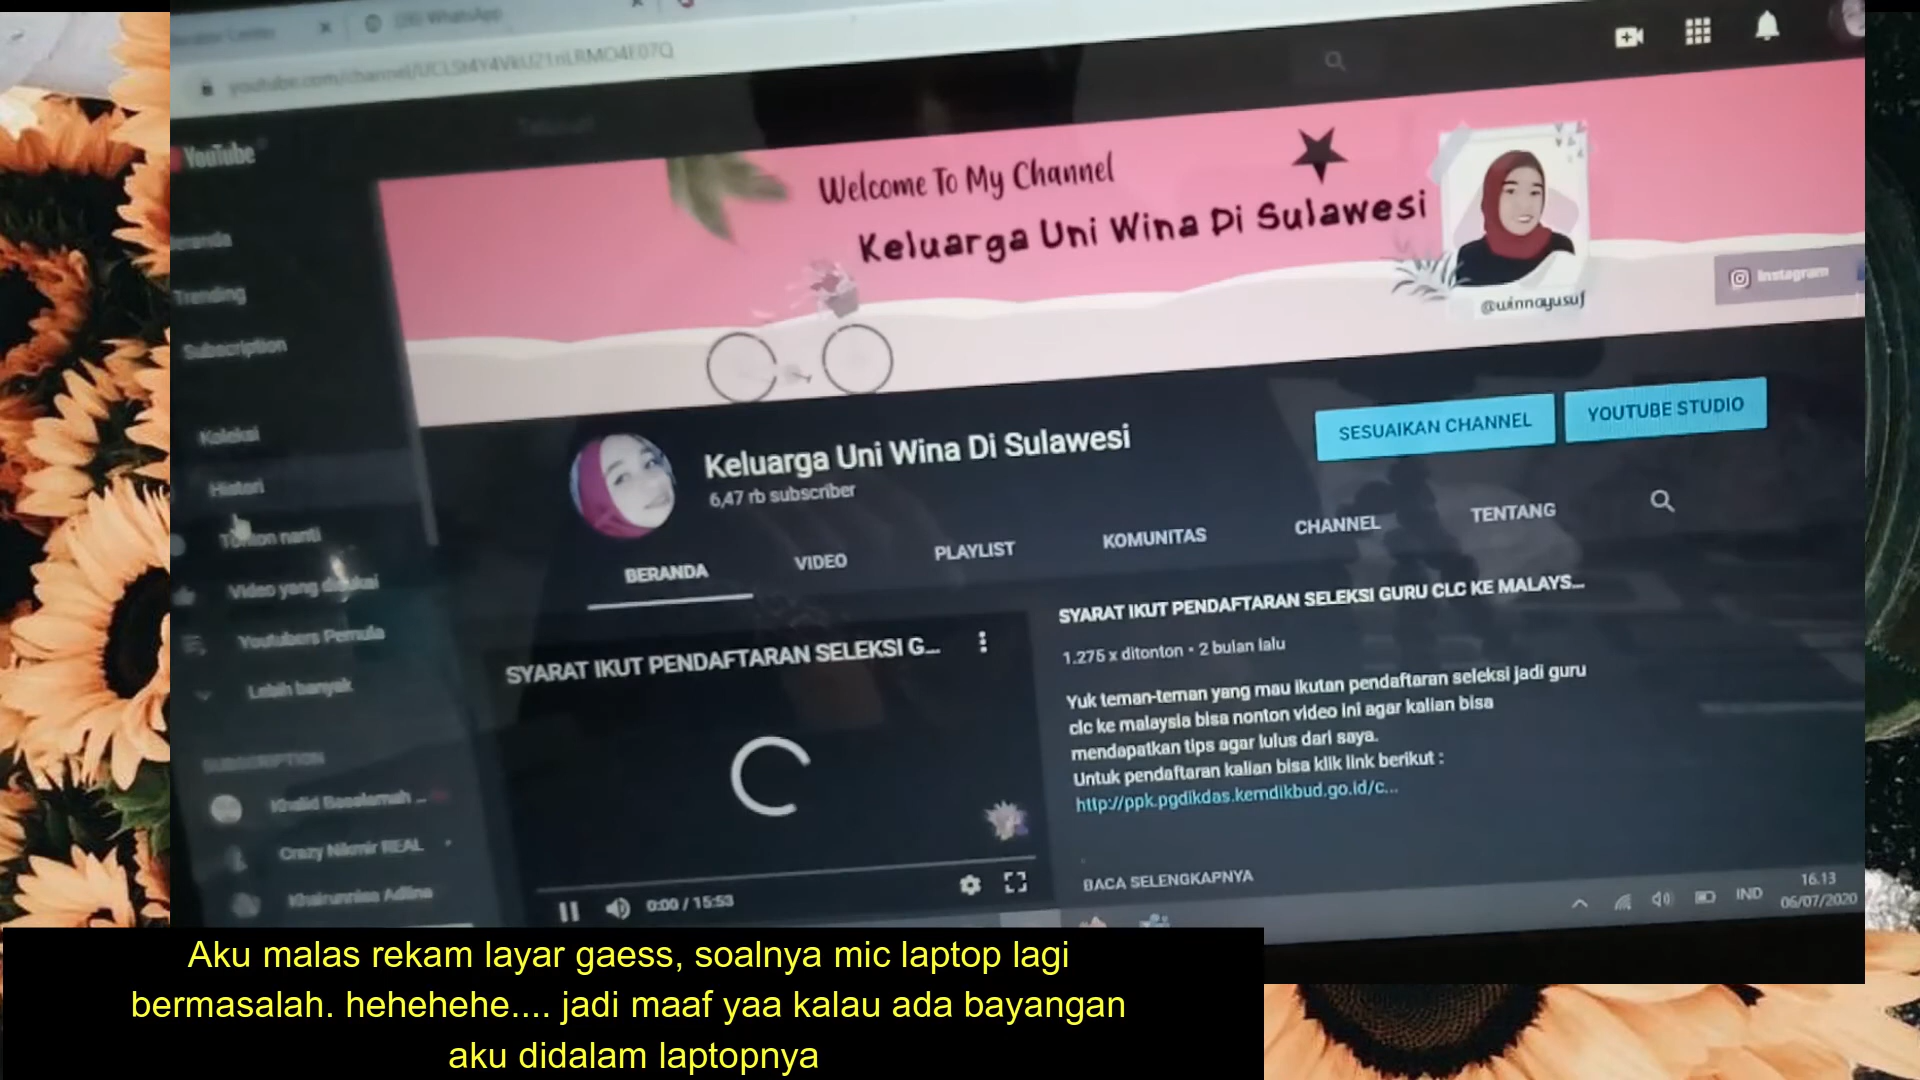 WhatsApp
YouTube
Beranda
Trending
Subscription
Koleksi
Histori
Tonton nanti
Video yang disukai
Youtubers Pemula
Lebih banyak
SUBSCRIPTION
Khalid Basalamah ...
Crazy Nikmir REAL
Khairunnisa Adlina
Welcome To My Channel
Keluarga Uni Wina Di Sulawesi
@winnayusuf
Instagram
Keluarga Uni Wina Di Sulawesi
6,47 rb subscriber
SESUAIKAN CHANNEL
YOUTUBE STUDIO
BERANDA
VIDEO
PLAYLIST
KOMUNITAS
CHANNEL
TENTANG
SYARAT IKUT PENDAFTARAN SELEKSI G...
0:00 / 15:53
SYARAT IKUT PENDAFTARAN SELEKSI GURU CLC KE MALAYS...
1.275 x ditonton • 2 bulan lalu
Yuk teman-teman yang mau ikutan pendaftaran seleksi jadi guru
clc ke malaysia bisa nonton video ini agar kalian bisa
mendapatkan tips agar lulus dari saya.
Untuk pendaftaran kalian bisa klik link berikut :
http://ppk.pgdikdas.kemdikbud.go.id/c...
BACA SELENGKAPNYA
IND
16.13
06/07/2020
Aku malas rekam layar gaess, soalnya mic laptop lagi
bermasalah. hehehehe.... jadi maaf yaa kalau ada bayangan
aku didalam laptopnya